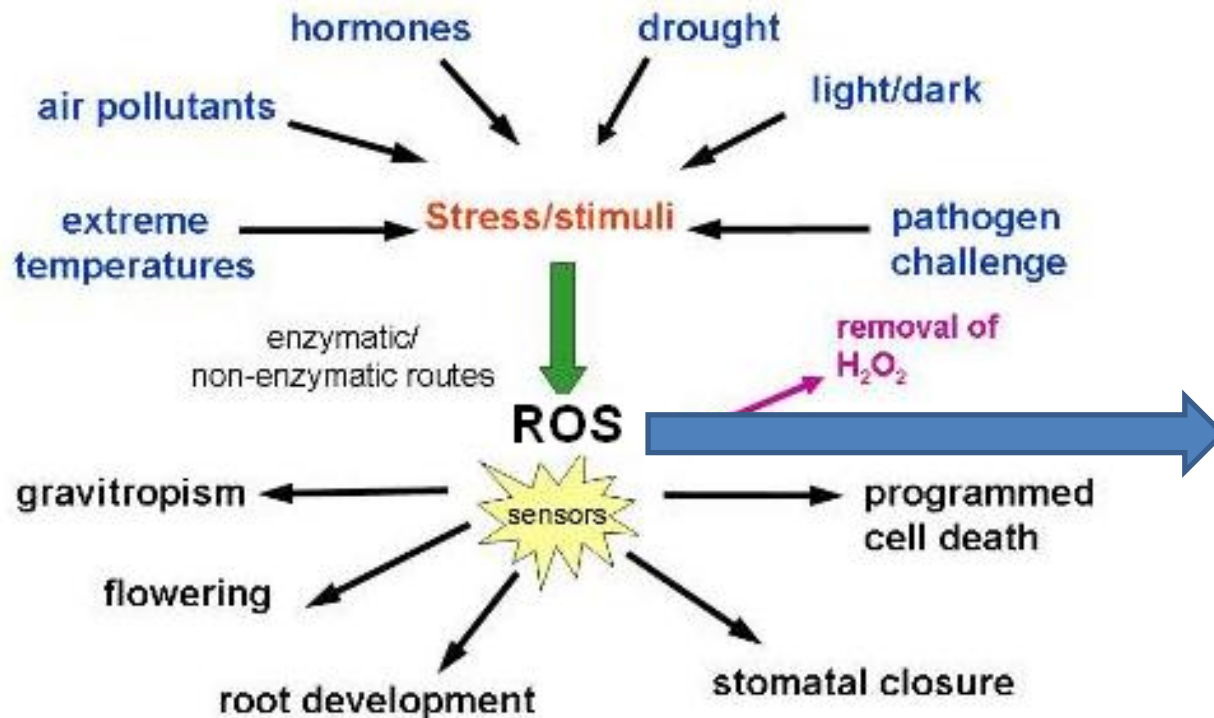 hormones
drought
air pollutants
light/dark
extreme
temperatures
Stress/stimuli
pathogen
challenge
enzymatic/
non-enzymatic routes
removal of
H₂O₂
ROS
sensors
gravitropism
programmed
cell death
flowering
root development
stomatal closure